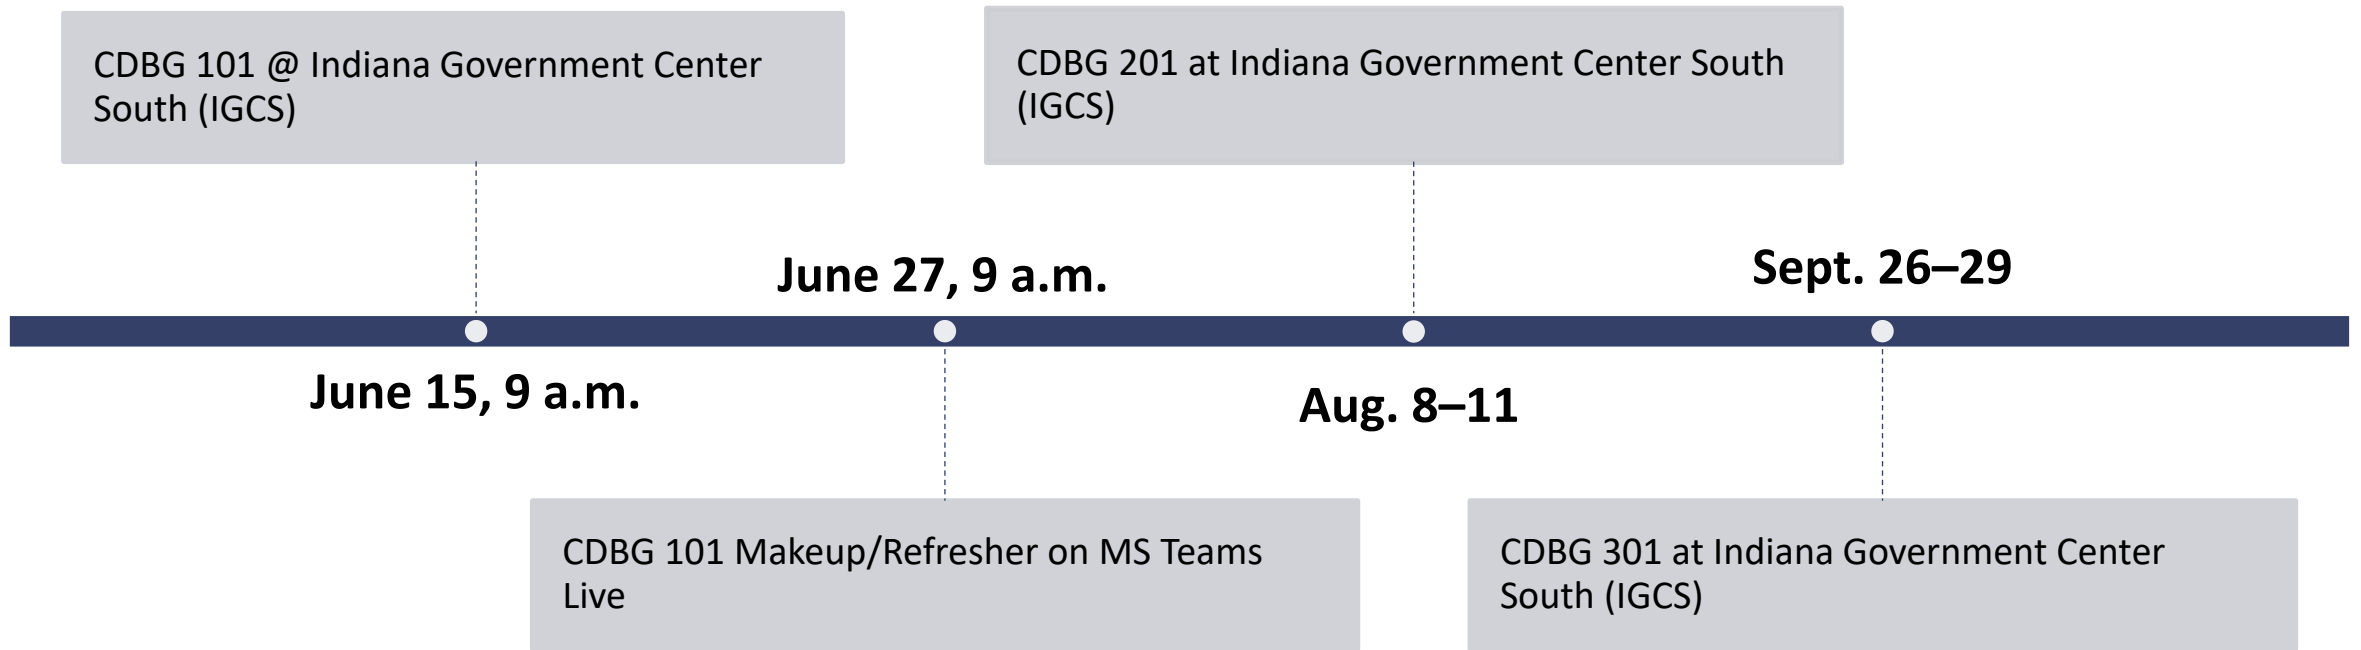 CDBG 101 @ Indiana Government Center
South (IGCS)
June 15, 9 a.m.
June 27, 9 a.m.
CDBG 101 Makeup/Refresher on MS Teams
Live
CDBG 201 at Indiana Government Center South
(IGCS)
Aug. 8–11
Sept. 26–29
CDBG 301 at Indiana Government Center
South (IGCS)